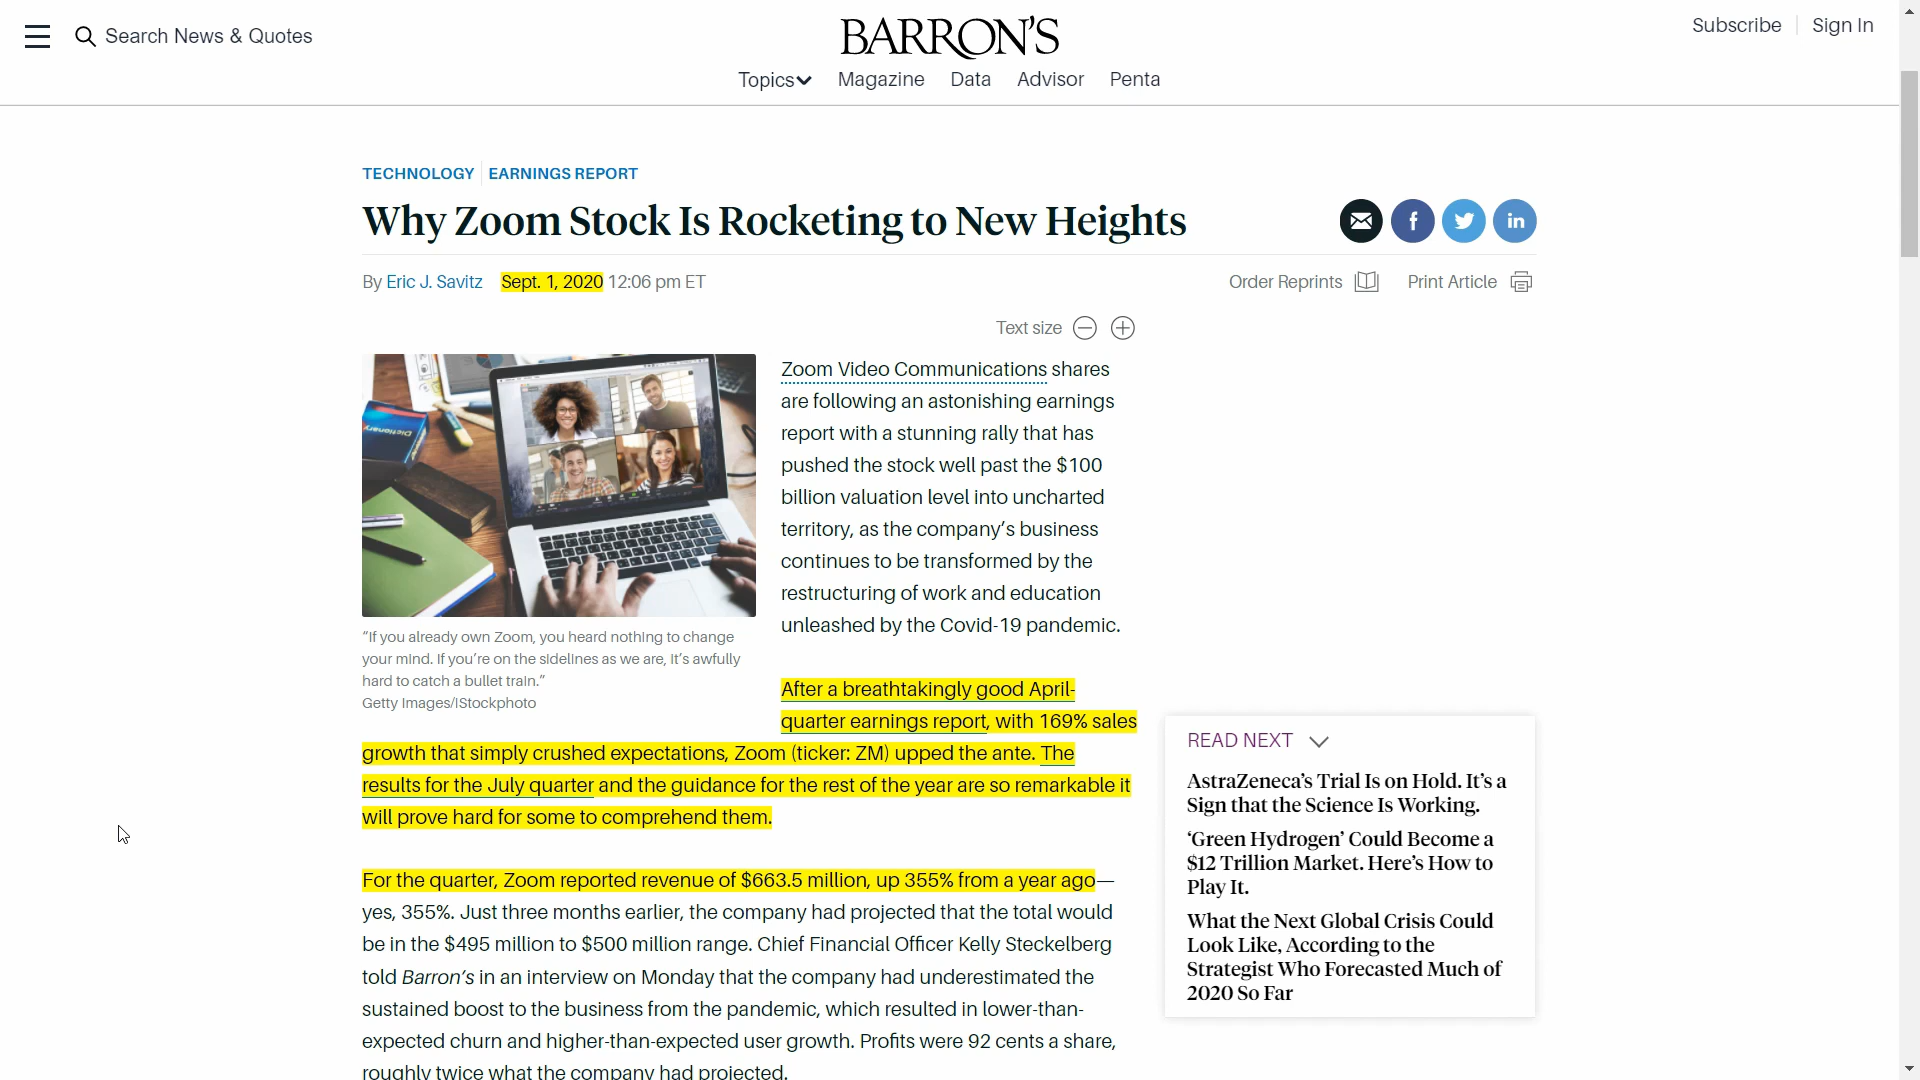 Search News & Quotes
BARRON'S
Subscribe
Sign In
Topics
Magazine
Data
Advisor
Penta
TECHNOLOGY
EARNINGS REPORT
Why Zoom Stock Is Rocketing to New Heights
By Eric J. Savitz Sept. 1, 2020 12:06 pm ET
Order Reprints
Print Article
Text size
Dictionary
“If you already own Zoom, you heard nothing to change
your mind. If you’re on the sidelines as we are, it’s awfully
hard to catch a bullet train.”
Getty Images/iStockphoto
Zoom Video Communications shares
are following an astonishing earnings
report with a stunning rally that has
pushed the stock well past the $100
billion valuation level into uncharted
territory, as the company’s business
continues to be transformed by the
restructuring of work and education
unleashed by the Covid-19 pandemic.
After a breathtakingly good April-
quarter earnings report, with 169% sales
growth that simply crushed expectations, Zoom (ticker: ZM) upped the ante. The
results for the July quarter and the guidance for the rest of the year are so remarkable it
will prove hard for some to comprehend them.
For the quarter, Zoom reported revenue of $663.5 million, up 355% from a year ago—
yes, 355%. Just three months earlier, the company had projected that the total would
be in the $495 million to $500 million range. Chief Financial Officer Kelly Steckelberg
told Barron’s in an interview on Monday that the company had underestimated the
sustained boost to the business from the pandemic, which resulted in lower-than-
expected churn and higher-than-expected user growth. Profits were 92 cents a share,
roughly twice what the company had projected.
READ NEXT
AstraZeneca’s Trial Is on Hold. It’s a
Sign that the Science Is Working.
‘Green Hydrogen’ Could Become a
$12 Trillion Market. Here’s How to
Play It.
What the Next Global Crisis Could
Look Like, According to the
Strategist Who Forecasted Much of
2020 So Far